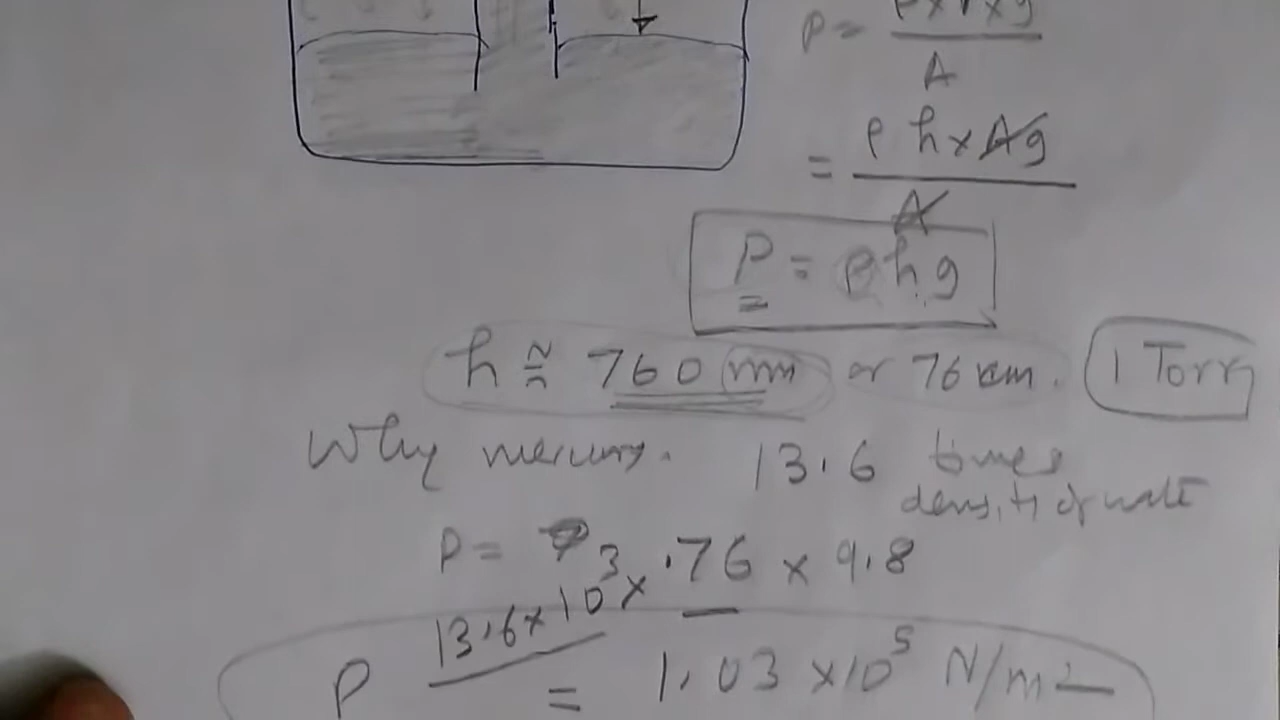 P = ρ×V×g
A
= ρ h×Ag
A
P = ρhg
h ≅ 760 mm or 76 cm. 1 Torr
Why mercury. 13.6 times
density of wate
P = .76 × 9.8
13.6×10³×
P = 1.03 ×10⁵ N/m²